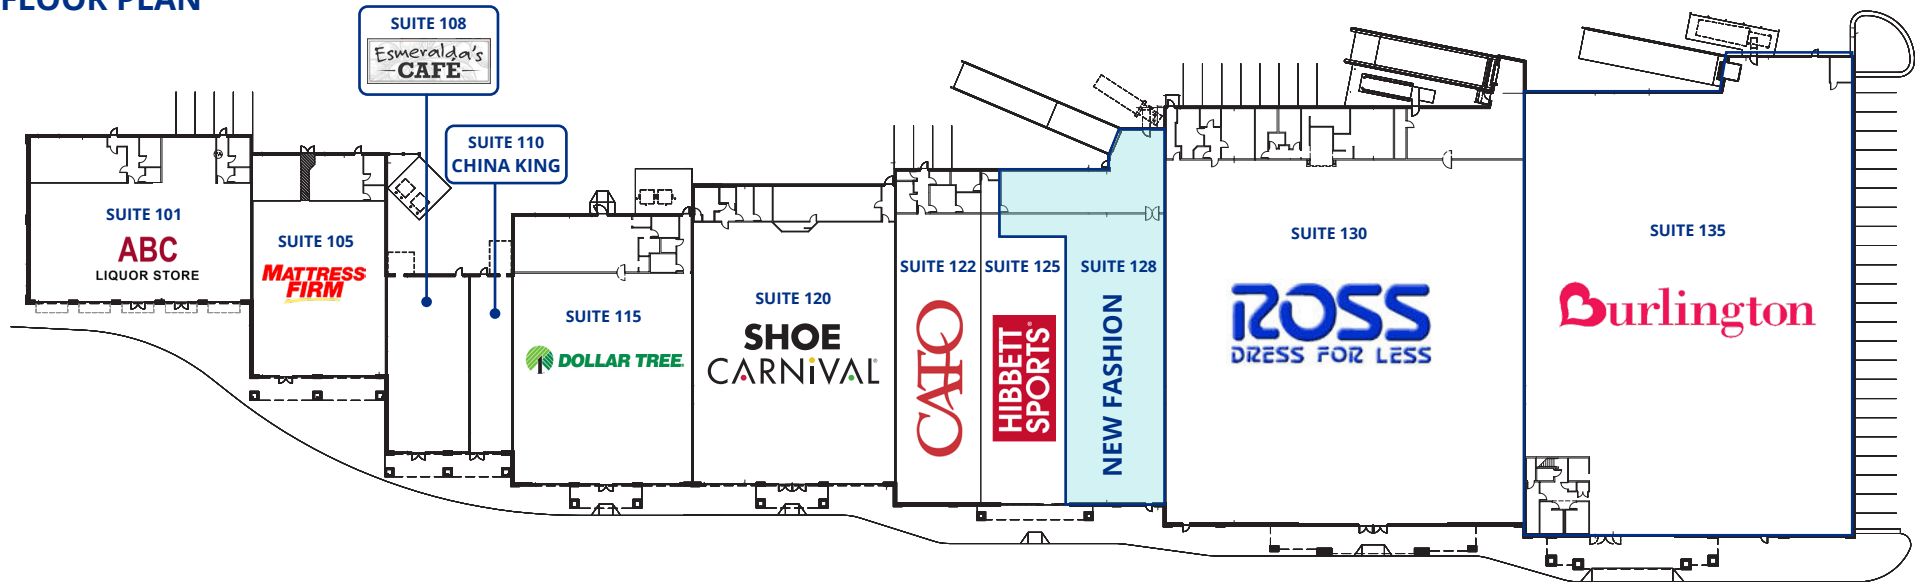 FLOOR PLAN
SUITE 108
Esmeralda's
CAFÉ
SUITE 110
CHINA KING
SUITE 101
ABC
LIQUOR STORE
SUITE 105
MATTRESS
FIRM
SUITE 115
DOLLAR TREE
SUITE 120
SHOE
CARNiVAL
SUITE 122
CATO
SUITE 125
HIBBETT
SPORTS
SUITE 128
NEW FASHION
SUITE 130
ROSS
DRESS FOR LESS
SUITE 135
Burlington